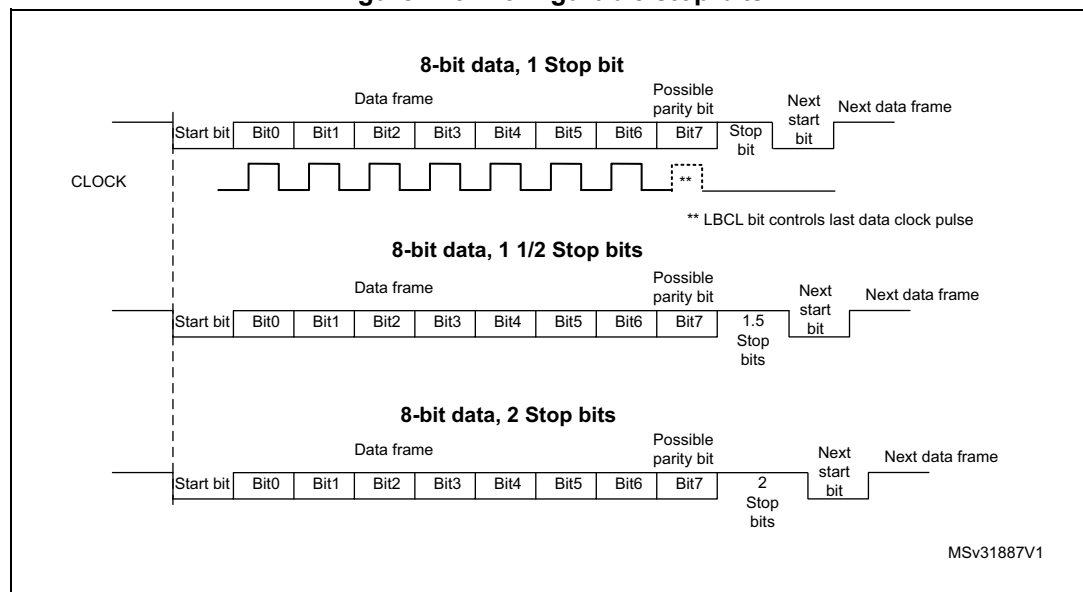 8-bit data, 1 Stop bit
Data frame
Possible
parity bit
Next
start
bit
Next data frame
Start bit Bit0 Bit1 Bit2 Bit3 Bit4 Bit5 Bit6 Bit7 Stop
bit
CLOCK
**
** LBCL bit controls last data clock pulse
8-bit data, 1 1/2 Stop bits
Data frame
Possible
parity bit
Next
start
bit
Next data frame
Start bit Bit0 Bit1 Bit2 Bit3 Bit4 Bit5 Bit6 Bit7 1.5
Stop
bits
8-bit data, 2 Stop bits
Data frame
Possible
parity bit
Next
start
bit
Next data frame
Start bit Bit0 Bit1 Bit2 Bit3 Bit4 Bit5 Bit6 Bit7 2
Stop
bits
MSv31887V1